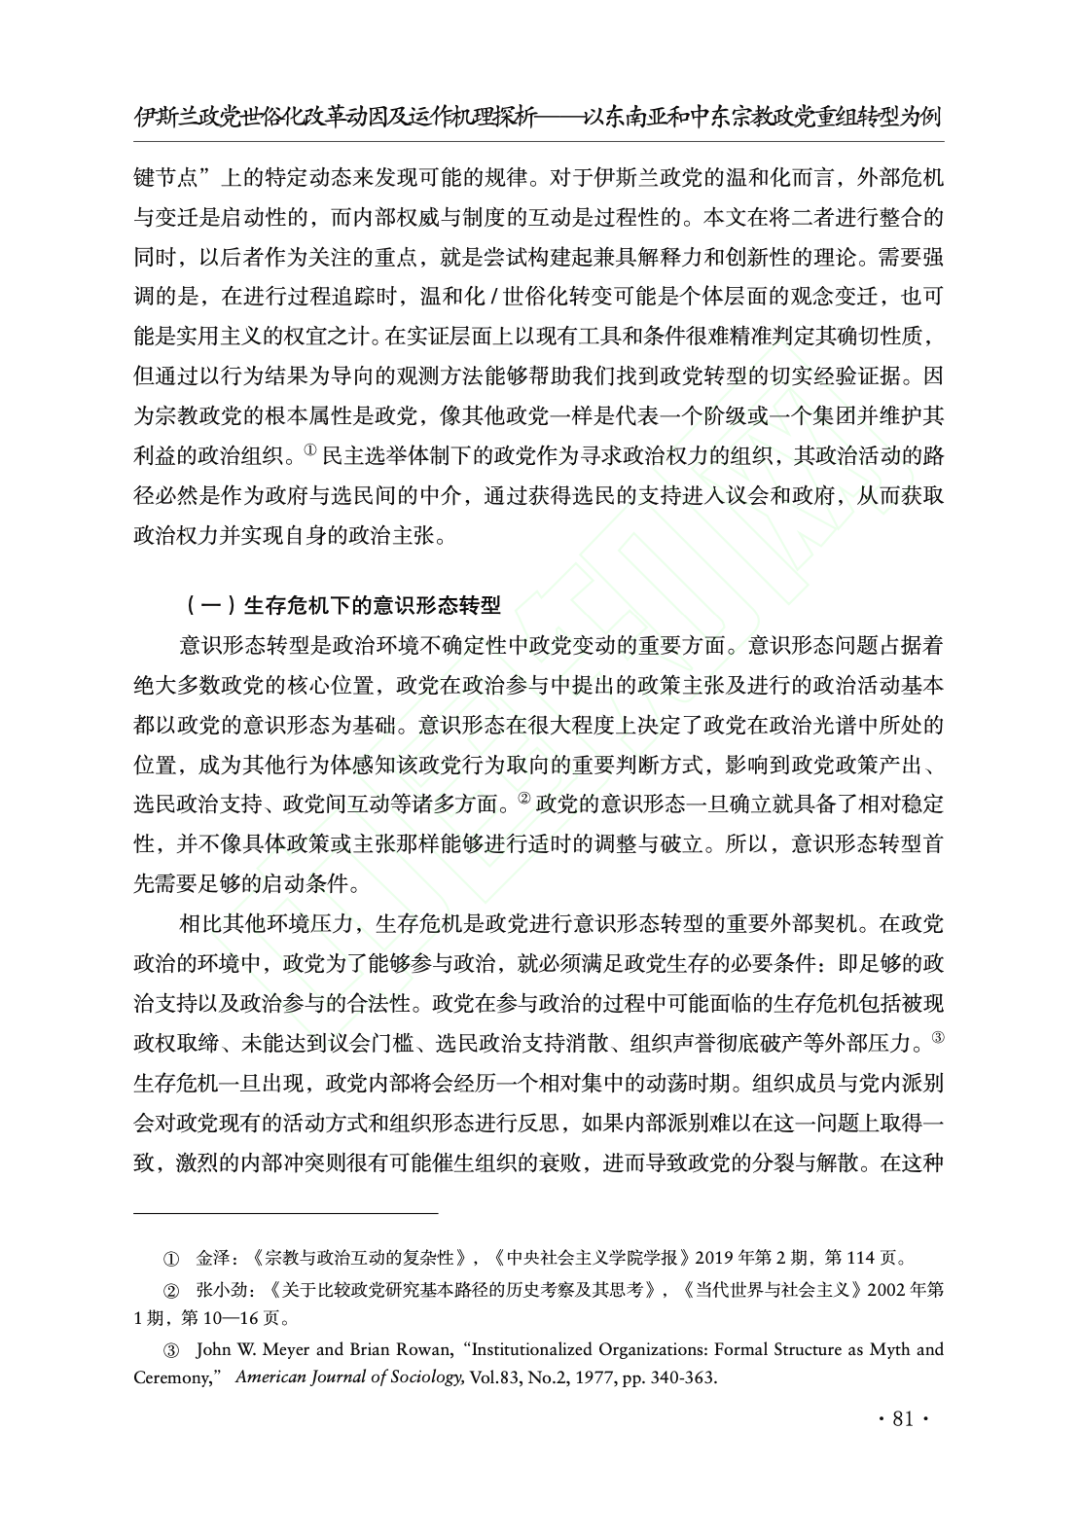 伊斯兰政党世俗化改革动因及运作机理探析——以东南亚和中东宗教政党重组转型为例
键节点”上的特定动态来发现可能的规律。对于伊斯兰政党的温和化而言，外部危机
与变迁是启动性的，而内部权威与制度的互动是过程性的。本文在将二者进行整合的
同时，以后者作为关注的重点，就是尝试构建起兼具解释力和创新性的理论。需要强
调的是，在进行过程追踪时，温和化/世俗化转变可能是个体层面的观念变迁，也可
能是实用主义的权宜之计。在实证层面上以现有工具和条件很难精准判定其确切性质，
但通过以行为结果为导向的观测方法能够帮助我们找到政党转型的切实经验证据。因
为宗教政党的根本属性是政党，像其他政党一样是代表一个阶级或一个集团并维护其
利益的政治组织。①民主选举体制下的政党作为寻求政治权力的组织，其政治活动的路
径必然是作为政府与选民间的中介，通过获得选民的支持进入议会和政府，从而获取
政治权力并实现自身的政治主张。
（一）生存危机下的意识形态转型
意识形态转型是政治环境不确定性中政党变动的重要方面。意识形态问题占据着
绝大多数政党的核心位置，政党在政治参与中提出的政策主张及进行的政治活动基本
都以政党的意识形态为基础。意识形态在很大程度上决定了政党在政治光谱中所处的
位置，成为其他行为体感知该政党行为取向的重要判断方式，影响到政党政策产出、
选民政治支持、政党间互动等诸多方面。②政党的意识形态一旦确立就具备了相对稳定
性，并不像具体政策或主张那样能够进行适时的调整与破立。所以，意识形态转型首
先需要足够的启动条件。
相比其他环境压力，生存危机是政党进行意识形态转型的重要外部契机。在政党
政治的环境中，政党为了能够参与政治，就必须满足政党生存的必要条件：即足够的政
治支持以及政治参与的合法性。政党在参与政治的过程中可能面临的生存危机包括被现
政权取缔、未能达到议会门槛、选民政治支持消散、组织声誉彻底破产等外部压力。③
生存危机一旦出现，政党内部将会经历一个相对集中的动荡时期。组织成员与党内派别
会对政党现有的活动方式和组织形态进行反思，如果内部派别难以在这一问题上取得一
致，激烈的内部冲突则很有可能催生组织的衰败，进而导致政党的分裂与解散。在这种
① 金泽：《宗教与政治互动的复杂性》，《中央社会主义学院学报》2019年第2期，第114页。
② 张小劲：《关于比较政党研究基本路径的历史考察及其思考》，《当代世界与社会主义》2002年第
1期，第10—16页。
③ John W. Meyer and Brian Rowan, “Institutionalized Organizations: Formal Structure as Myth and
Ceremony,” American Journal of Sociology, Vol.83, No.2, 1977, pp. 340-363.
·81·